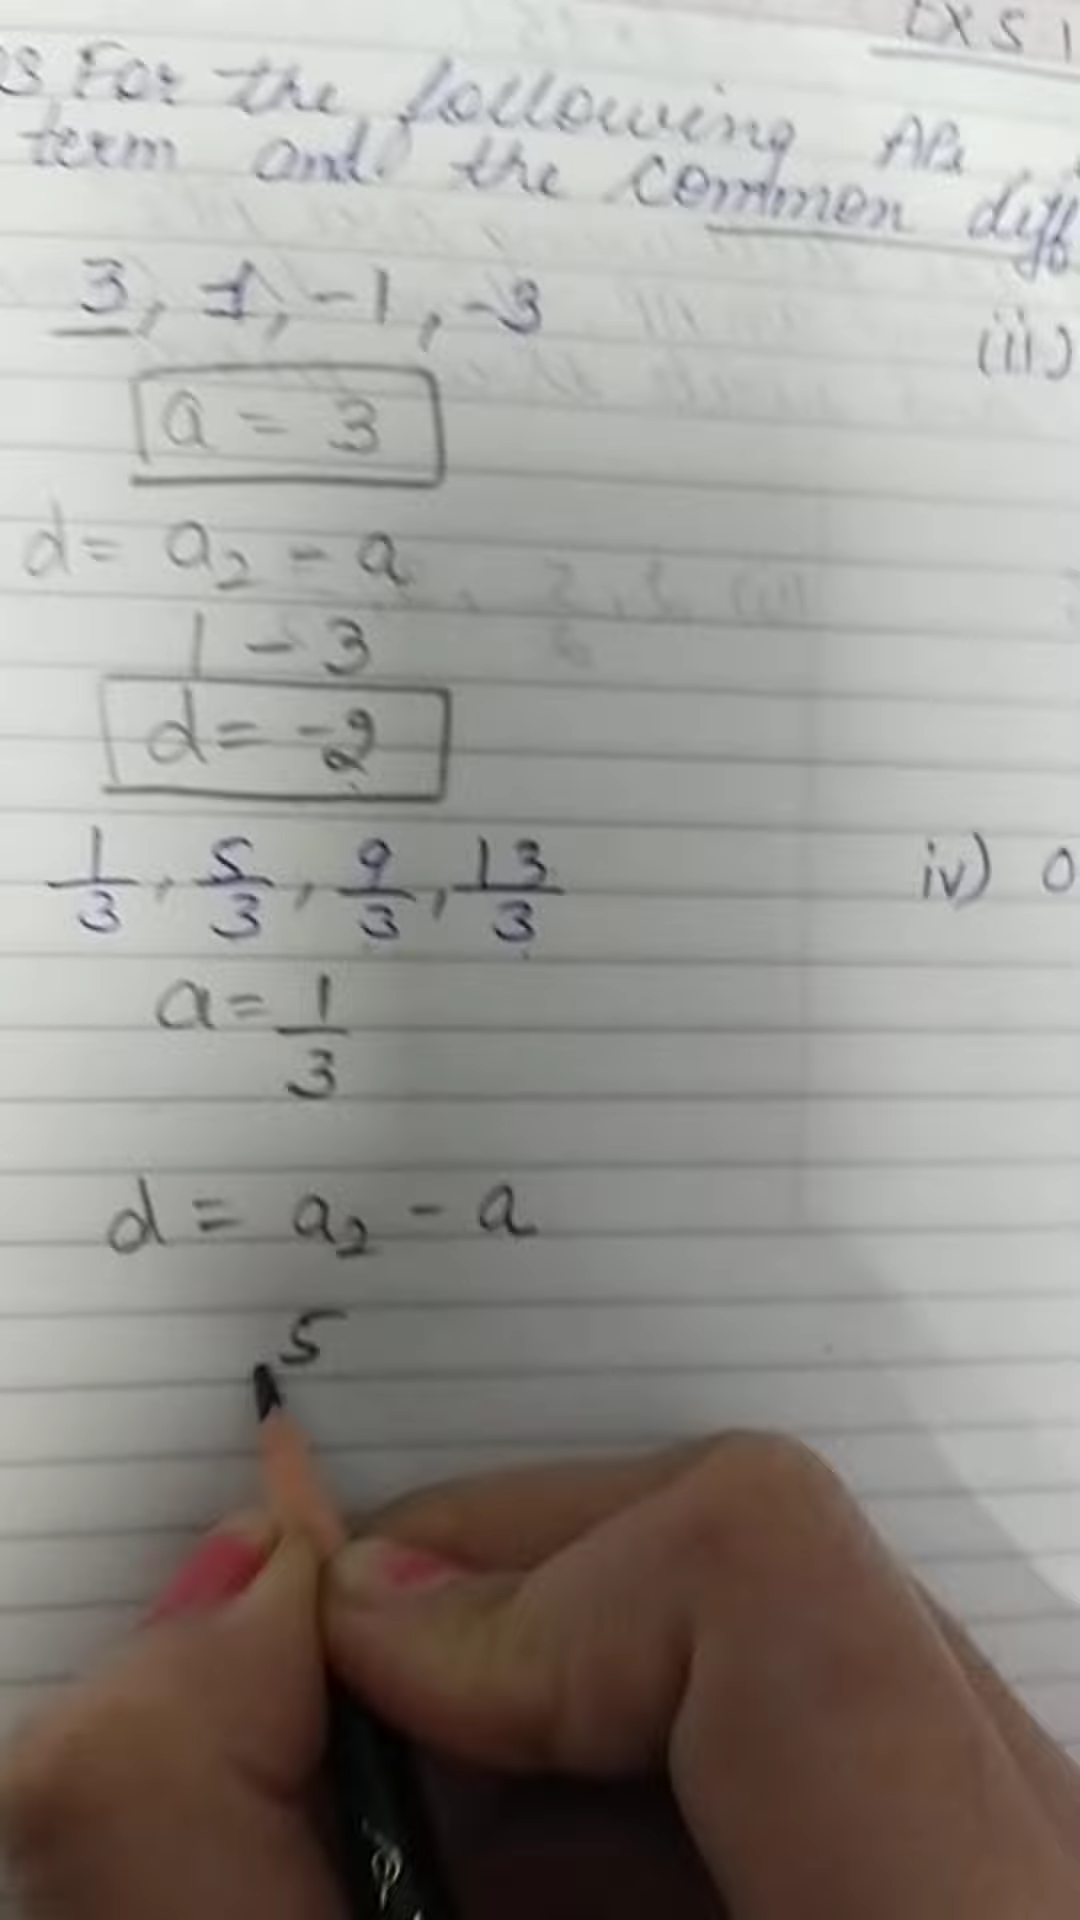 Ex 5 1
3, For the following APs,
term and the common diff
3, 1, -1, -3
(ii)
a = 3
d = a₂ - a
1 - 3
d = -2
1/3, 5/3, 9/3, 13/3
iv) 0
a = 1/3
d = a₂ - a
5